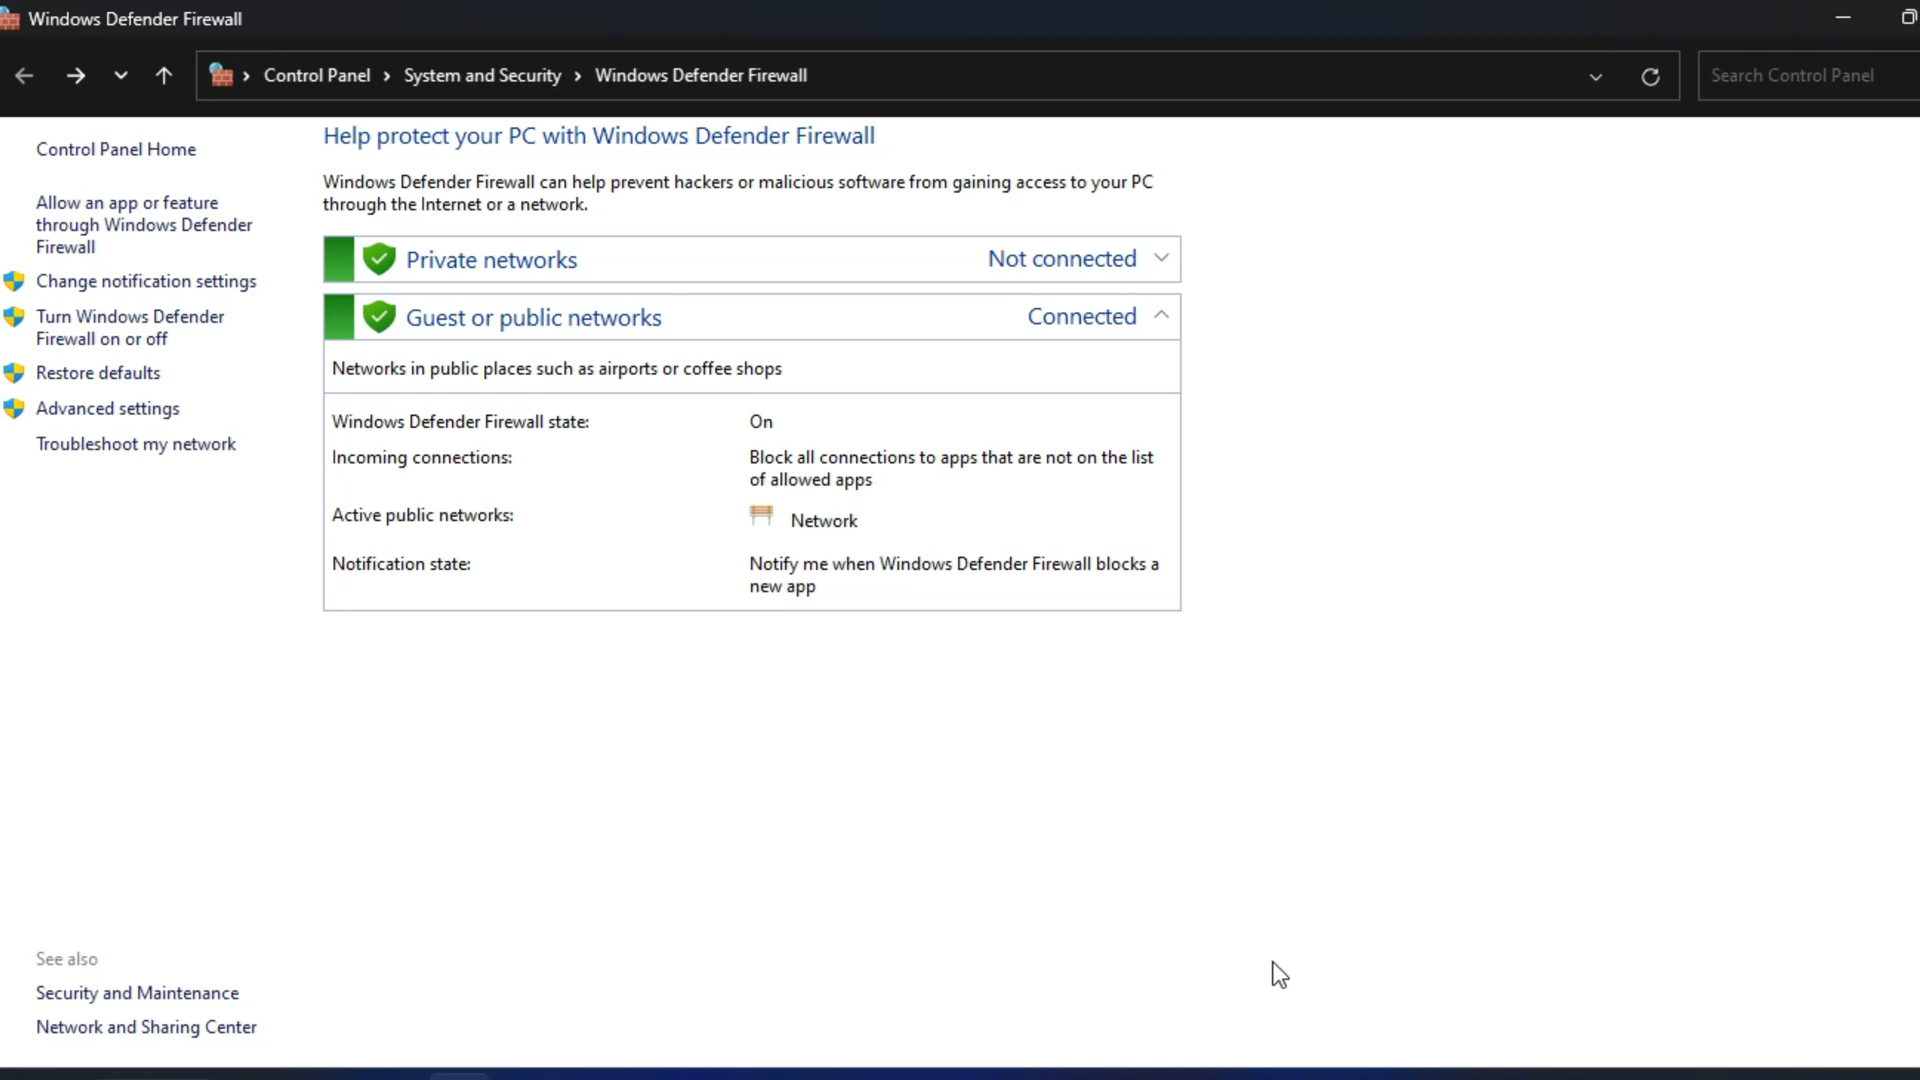 Windows Defender Firewall
Control Panel › System and Security › Windows Defender Firewall
Search Control Panel
Control Panel Home
Allow an app or feature
through Windows Defender
Firewall
Change notification settings
Turn Windows Defender
Firewall on or off
Restore defaults
Advanced settings
Troubleshoot my network
Help protect your PC with Windows Defender Firewall
Windows Defender Firewall can help prevent hackers or malicious software from gaining access to your PC
through the Internet or a network.
Private networks Not connected
Guest or public networks Connected
Networks in public places such as airports or coffee shops
Windows Defender Firewall state: On
Incoming connections: Block all connections to apps that are not on the list
of allowed apps
Active public networks: Network
Notification state: Notify me when Windows Defender Firewall blocks a
new app
See also
Security and Maintenance
Network and Sharing Center